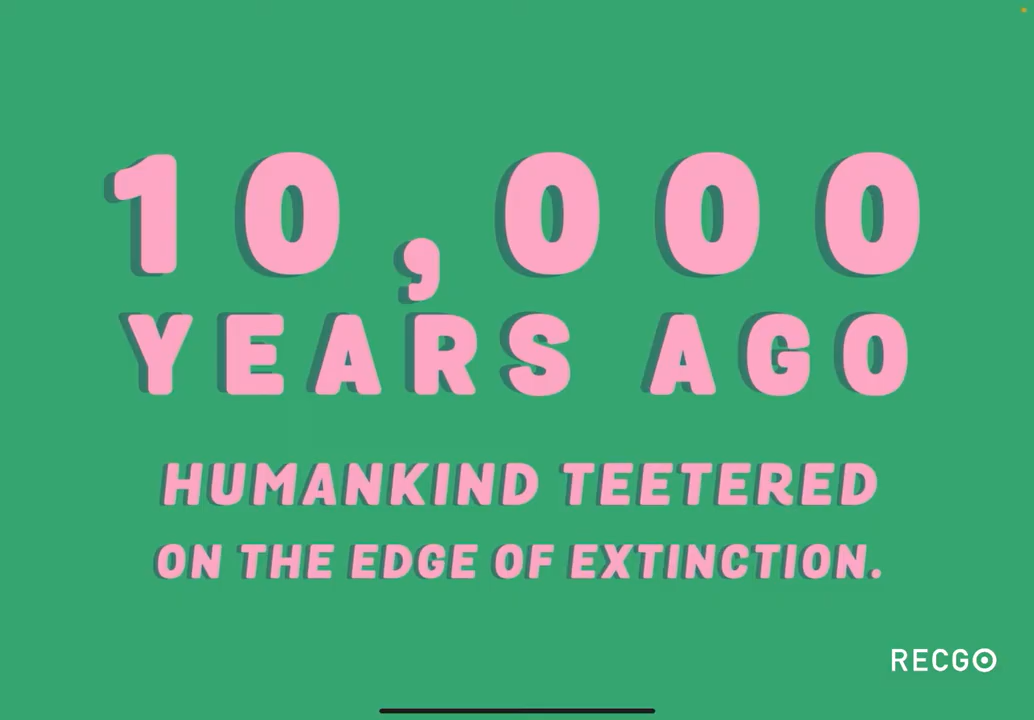 10,000
YEARS AGO
HUMANKIND TEETERED
ON THE EDGE OF EXTINCTION.
RECGO